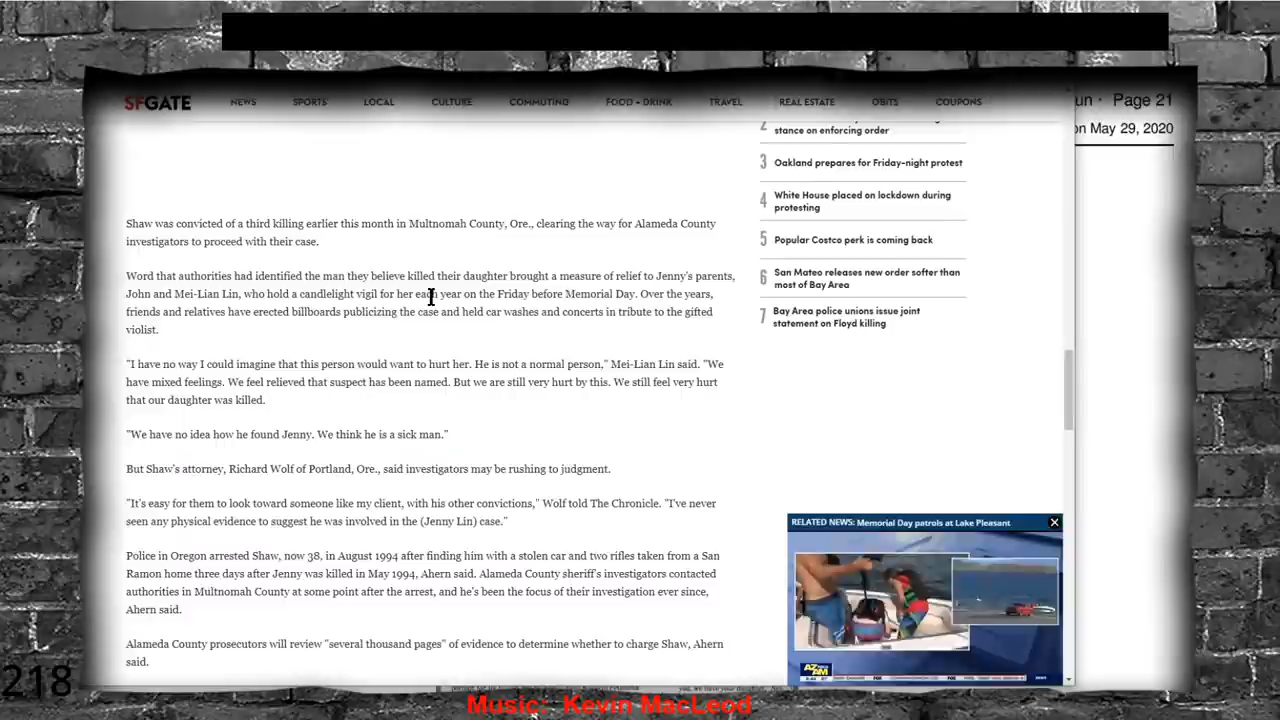 un · Page 21
on May 29, 2020
SFGATE NEWS SPORTS LOCAL CULTURE COMMUTING FOOD + DRINK TRAVEL REAL ESTATE OBITS COUPONS
Shaw was convicted of a third killing earlier this month in Multnomah County, Ore., clearing the way for Alameda County
investigators to proceed with their case.
Word that authorities had identified the man they believe killed their daughter brought a measure of relief to Jenny's parents,
John and Mei-Lian Lin, who hold a candlelight vigil for her each year on the Friday before Memorial Day. Over the years,
friends and relatives have erected billboards publicizing the case and held car washes and concerts in tribute to the gifted
violist.
"I have no way I could imagine that this person would want to hurt her. He is not a normal person," Mei-Lian Lin said. "We
have mixed feelings. We feel relieved that suspect has been named. But we are still very hurt by this. We still feel very hurt
that our daughter was killed.
"We have no idea how he found Jenny. We think he is a sick man."
But Shaw's attorney, Richard Wolf of Portland, Ore., said investigators may be rushing to judgment.
"It's easy for them to look toward someone like my client, with his other convictions," Wolf told The Chronicle. "I've never
seen any physical evidence to suggest he was involved in the (Jenny Lin) case."
Police in Oregon arrested Shaw, now 38, in August 1994 after finding him with a stolen car and two rifles taken from a San
Ramon home three days after Jenny was killed in May 1994, Ahern said. Alameda County sheriff's investigators contacted
authorities in Multnomah County at some point after the arrest, and he's been the focus of their investigation ever since,
Ahern said.
Alameda County prosecutors will review "several thousand pages" of evidence to determine whether to charge Shaw, Ahern
said.
2
stance on enforcing order
3 Oakland prepares for Friday-night protest
4 White House placed on lockdown during
protesting
5 Popular Costco perk is coming back
6 San Mateo releases new order softer than
most of Bay Area
7 Bay Area police unions issue joint
statement on Floyd killing
RELATED NEWS: Memorial Day patrols at Lake Pleasant
AZ
AM
218
Music: Kevin MacLeod